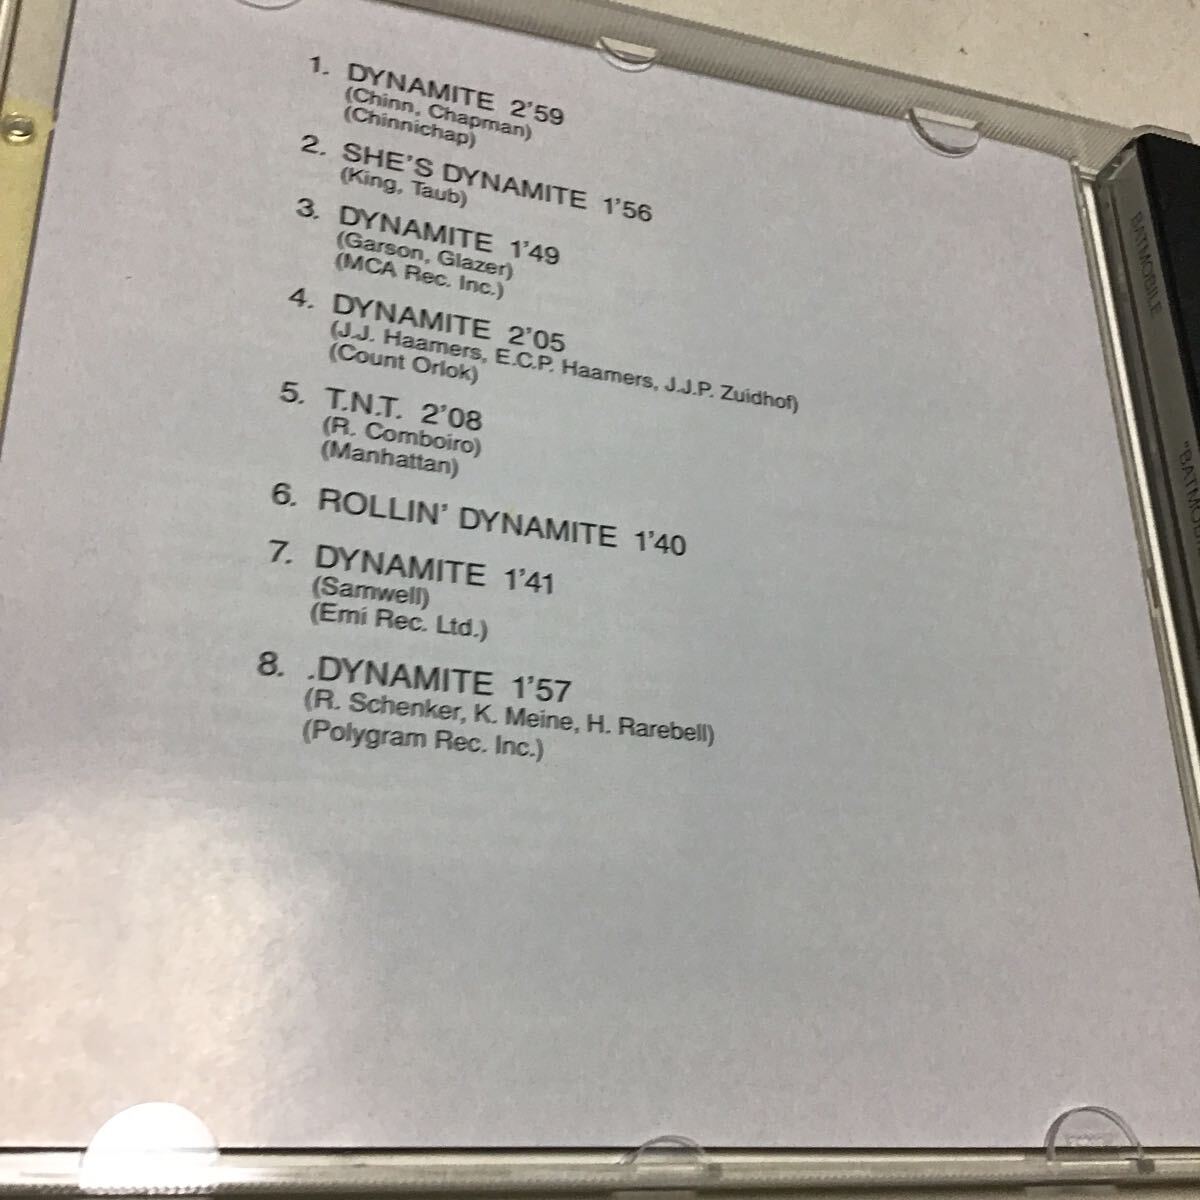 1. DYNAMITE 2'59
(Chinn, Chapman)
(Chinnichap)
2. SHE'S DYNAMITE 1'56
(King, Taub)
3. DYNAMITE 1'49
(Garson, Glazer)
(MCA Rec. Inc.)
4. DYNAMITE 2'05
(J.J. Haamers, E.C.P. Haamers, J.J.P. Zuidhof)
(Count Orlok)
5. T.N.T. 2'08
(R. Comboiro)
(Manhattan)
6. ROLLIN' DYNAMITE 1'40
7. DYNAMITE 1'41
(Samwell)
(Emi Rec. Ltd.)
8. .DYNAMITE 1'57
(R. Schenker, K. Meine, H. Rarebell)
(Polygram Rec. Inc.)
BATMOBILE